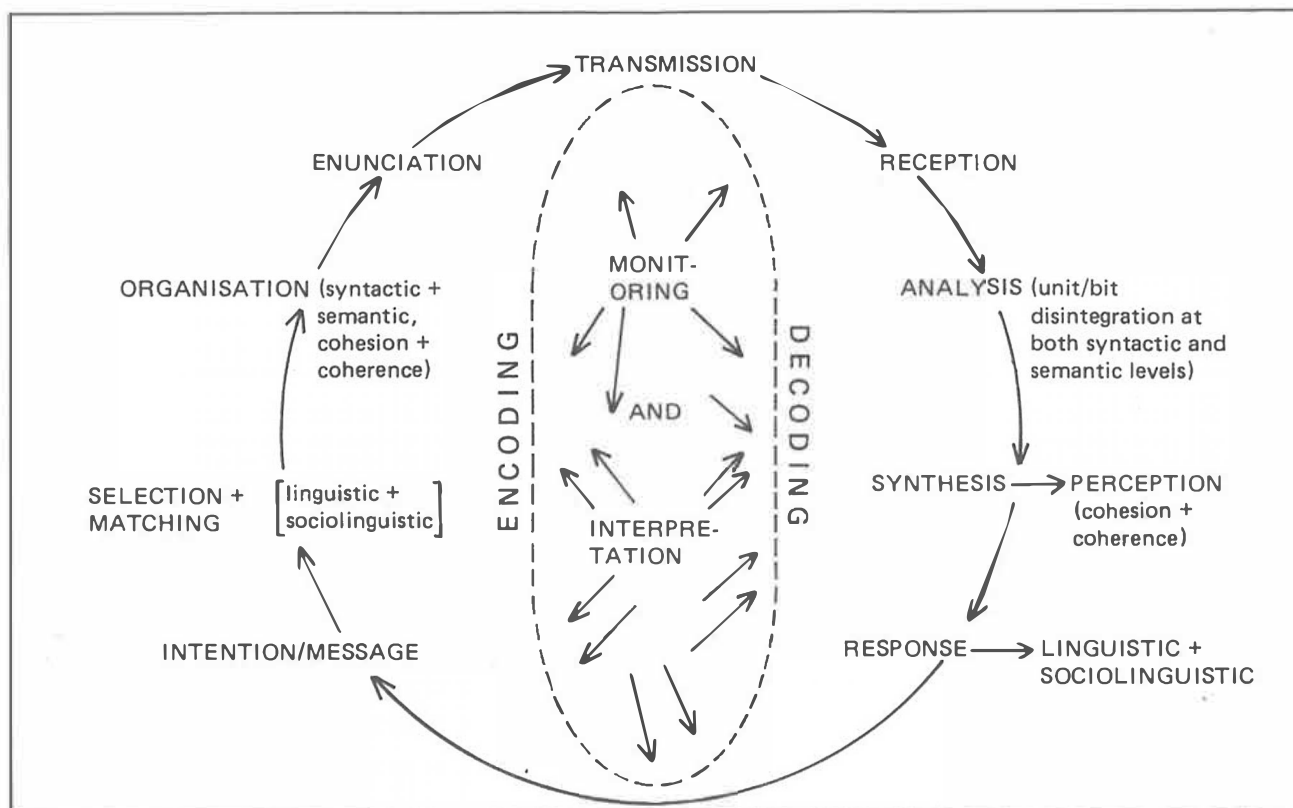 TRANSMISSION
ENUNCIATION
RECEPTION
MONIT-
ORING
ORGANISATION (syntactic +
semantic,
cohesion +
coherence)
ANALYSIS (unit/bit
disintegration at
both syntactic and
semantic levels)
ENCODING
DECODING
AND
SELECTION +
MATCHING
[linguistic +
sociolinguistic]
SYNTHESIS
PERCEPTION
(cohesion +
coherence)
INTERPRE-
TATION
INTENTION/MESSAGE
RESPONSE
LINGUISTIC +
SOCIOLINGUISTIC